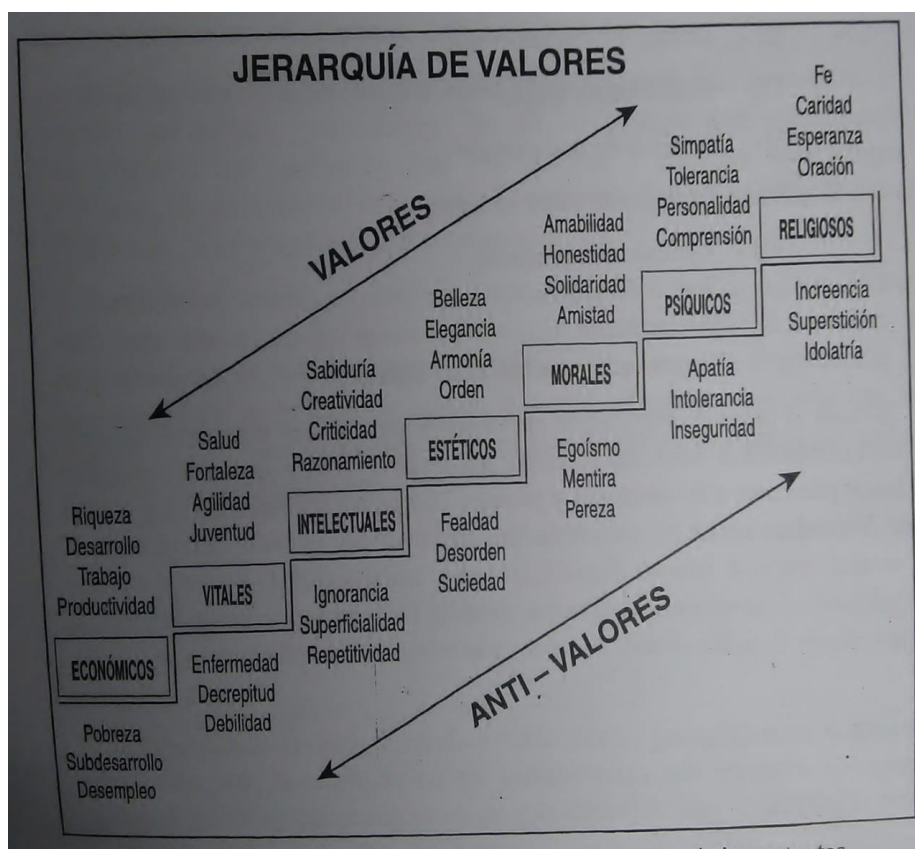 JERARQUÍA DE VALORES
VALORES
Riqueza
Desarrollo
Trabajo
Productividad
ECONÓMICOS
Pobreza
Subdesarrollo
Desempleo
Salud
Fortaleza
Agilidad
Juventud
VITALES
Enfermedad
Decrepitud
Debilidad
Sabiduría
Creatividad
Criticidad
Razonamiento
INTELECTUALES
Ignorancia
Superficialidad
Repetitividad
Belleza
Elegancia
Armonía
Orden
ESTÉTICOS
Fealdad
Desorden
Suciedad
Amabilidad
Honestidad
Solidaridad
Amistad
MORALES
Egoísmo
Mentira
Pereza
Simpatía
Tolerancia
Personalidad
Comprensión
PSÍQUICOS
Apatía
Intolerancia
Inseguridad
Fe
Caridad
Esperanza
Oración
RELIGIOSOS
Increencia
Superstición
Idolatría
ANTI – VALORES